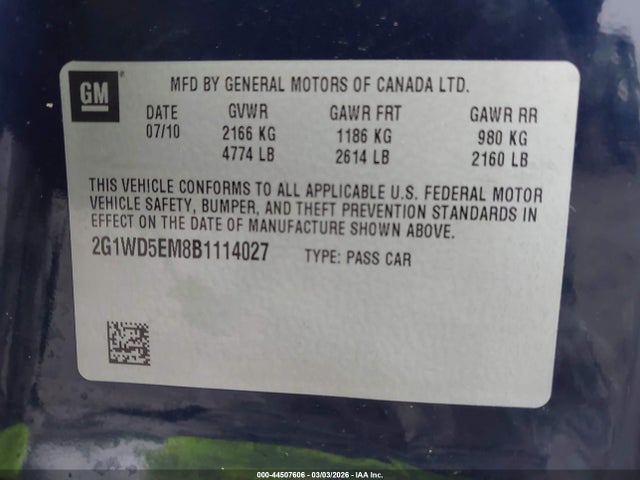 GM
MFD BY GENERAL MOTORS OF CANADA LTD.
DATE GVWR GAWR FRT GAWR RR
07/10 2166 KG 1186 KG 980 KG
4774 LB 2614 LB 2160 LB
THIS VEHICLE CONFORMS TO ALL APPLICABLE U.S. FEDERAL MOTOR
VEHICLE SAFETY, BUMPER, AND THEFT PREVENTION STANDARDS IN
EFFECT ON THE DATE OF MANUFACTURE SHOWN ABOVE.
2G1WD5EM8B1114027 TYPE: PASS CAR
000-44507606 - 03/03/2026 - IAA Inc.